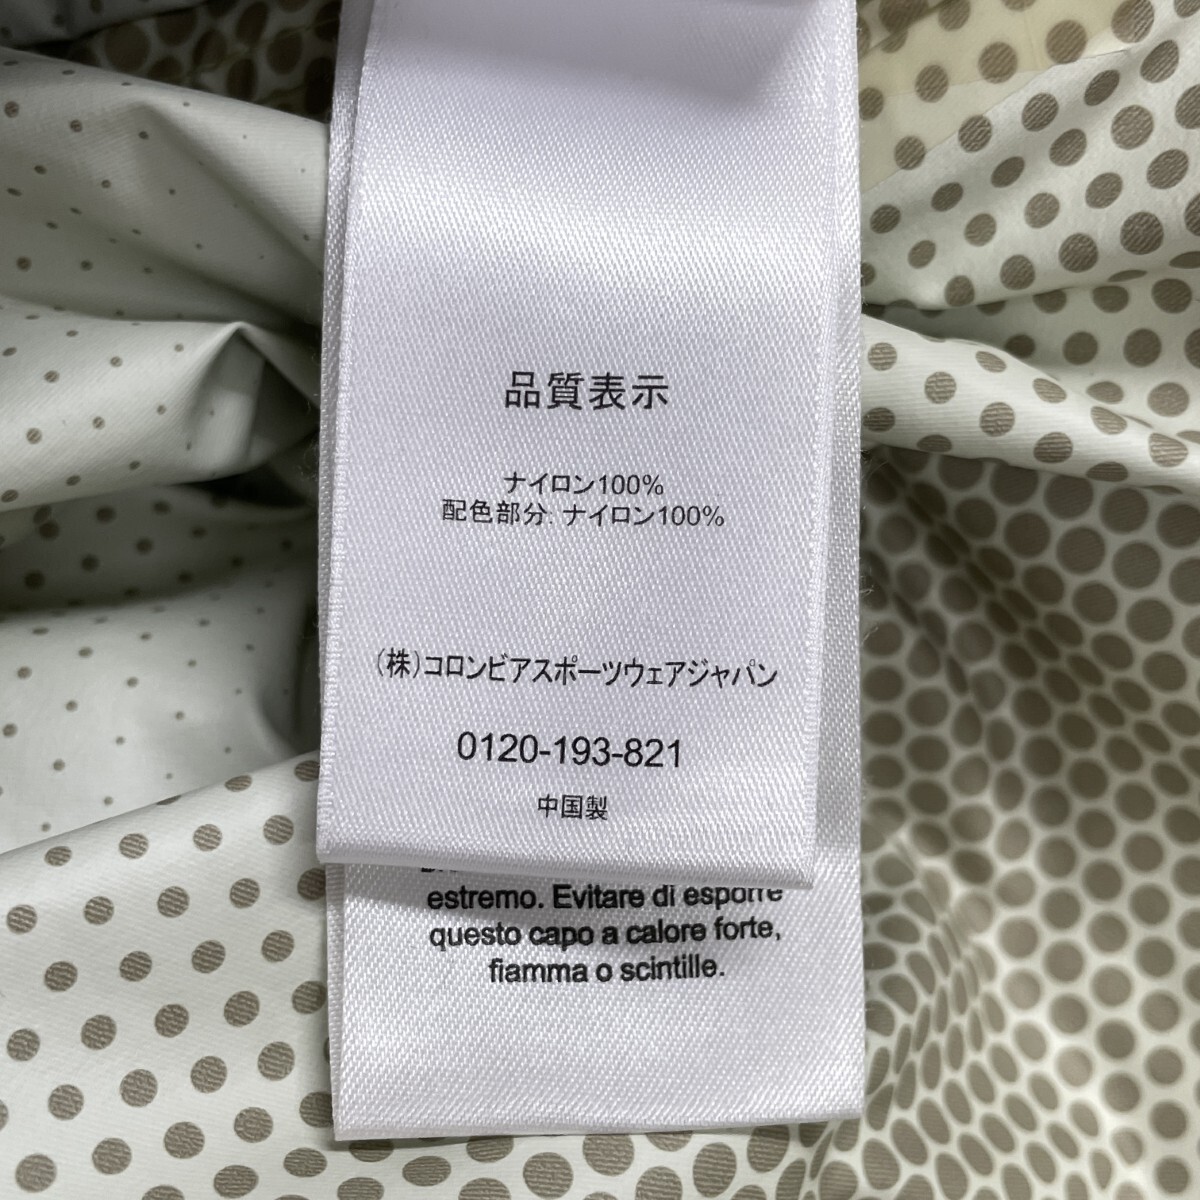 品質表示
ナイロン100%
配色部分: ナイロン100%
(株)コロンビアスポーツウェアジャパン
0120-193-821
中国製
estremo. Evitare di esporre
questo capo a calore forte,
fiamma o scintille.